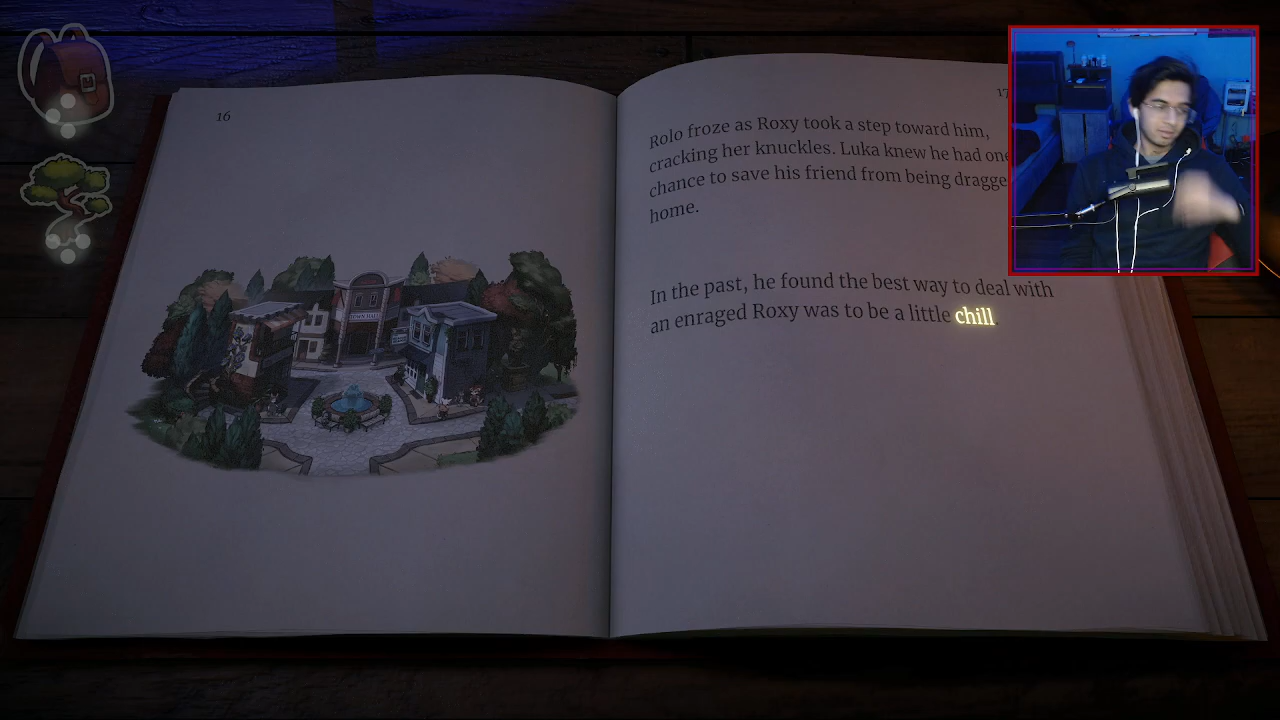 16
Rolo froze as Roxy took a step toward him,
cracking her knuckles. Luka knew he had one
chance to save his friend from being
home.
In the past, he found the best way to deal with
an enraged Roxy was to be a little chill.
TOWN HALL